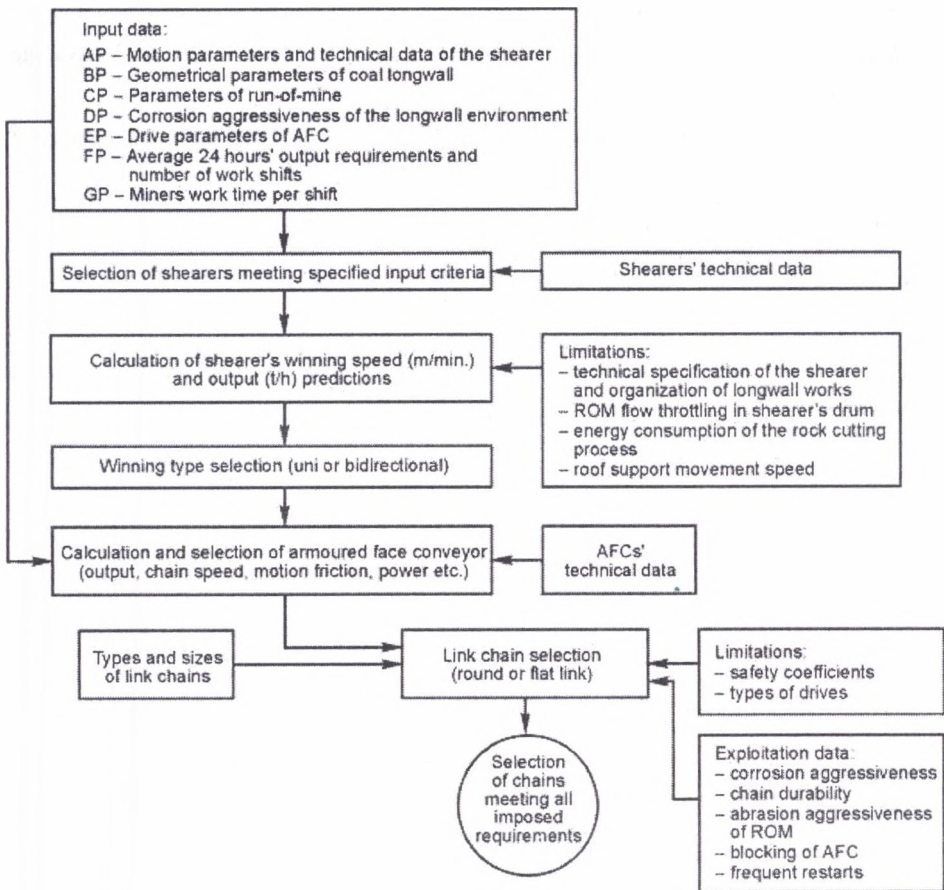 Input data:
AP – Motion parameters and technical data of the shearer
BP – Geometrical parameters of coal longwall
CP – Parameters of run-of-mine
DP – Corrosion aggressiveness of the longwall environment
EP – Drive parameters of AFC
FP – Average 24 hours' output requirements and
number of work shifts
GP – Miners work time per shift
Selection of shearers meeting specified input criteria
Shearers' technical data
Calculation of shearer's winning speed (m/min.)
and output (t/h) predictions
Limitations:
– technical specification of the shearer
and organization of longwall works
– ROM flow throttling in shearer's drum
– energy consumption of the rock cutting
process
– roof support movement speed
Winning type selection (uni or bidirectional)
Calculation and selection of armoured face conveyor
(output, chain speed, motion friction, power etc.)
AFCs'
technical data
Types and sizes
of link chains
Link chain selection
(round or flat link)
Limitations:
– safety coefficients
– types of drives
Selection
of chains
meeting all
imposed
requirements
Exploitation data:
– corrosion aggressiveness
– chain durability
– abrasion aggressiveness
of ROM
– blocking of AFC
– frequent restarts